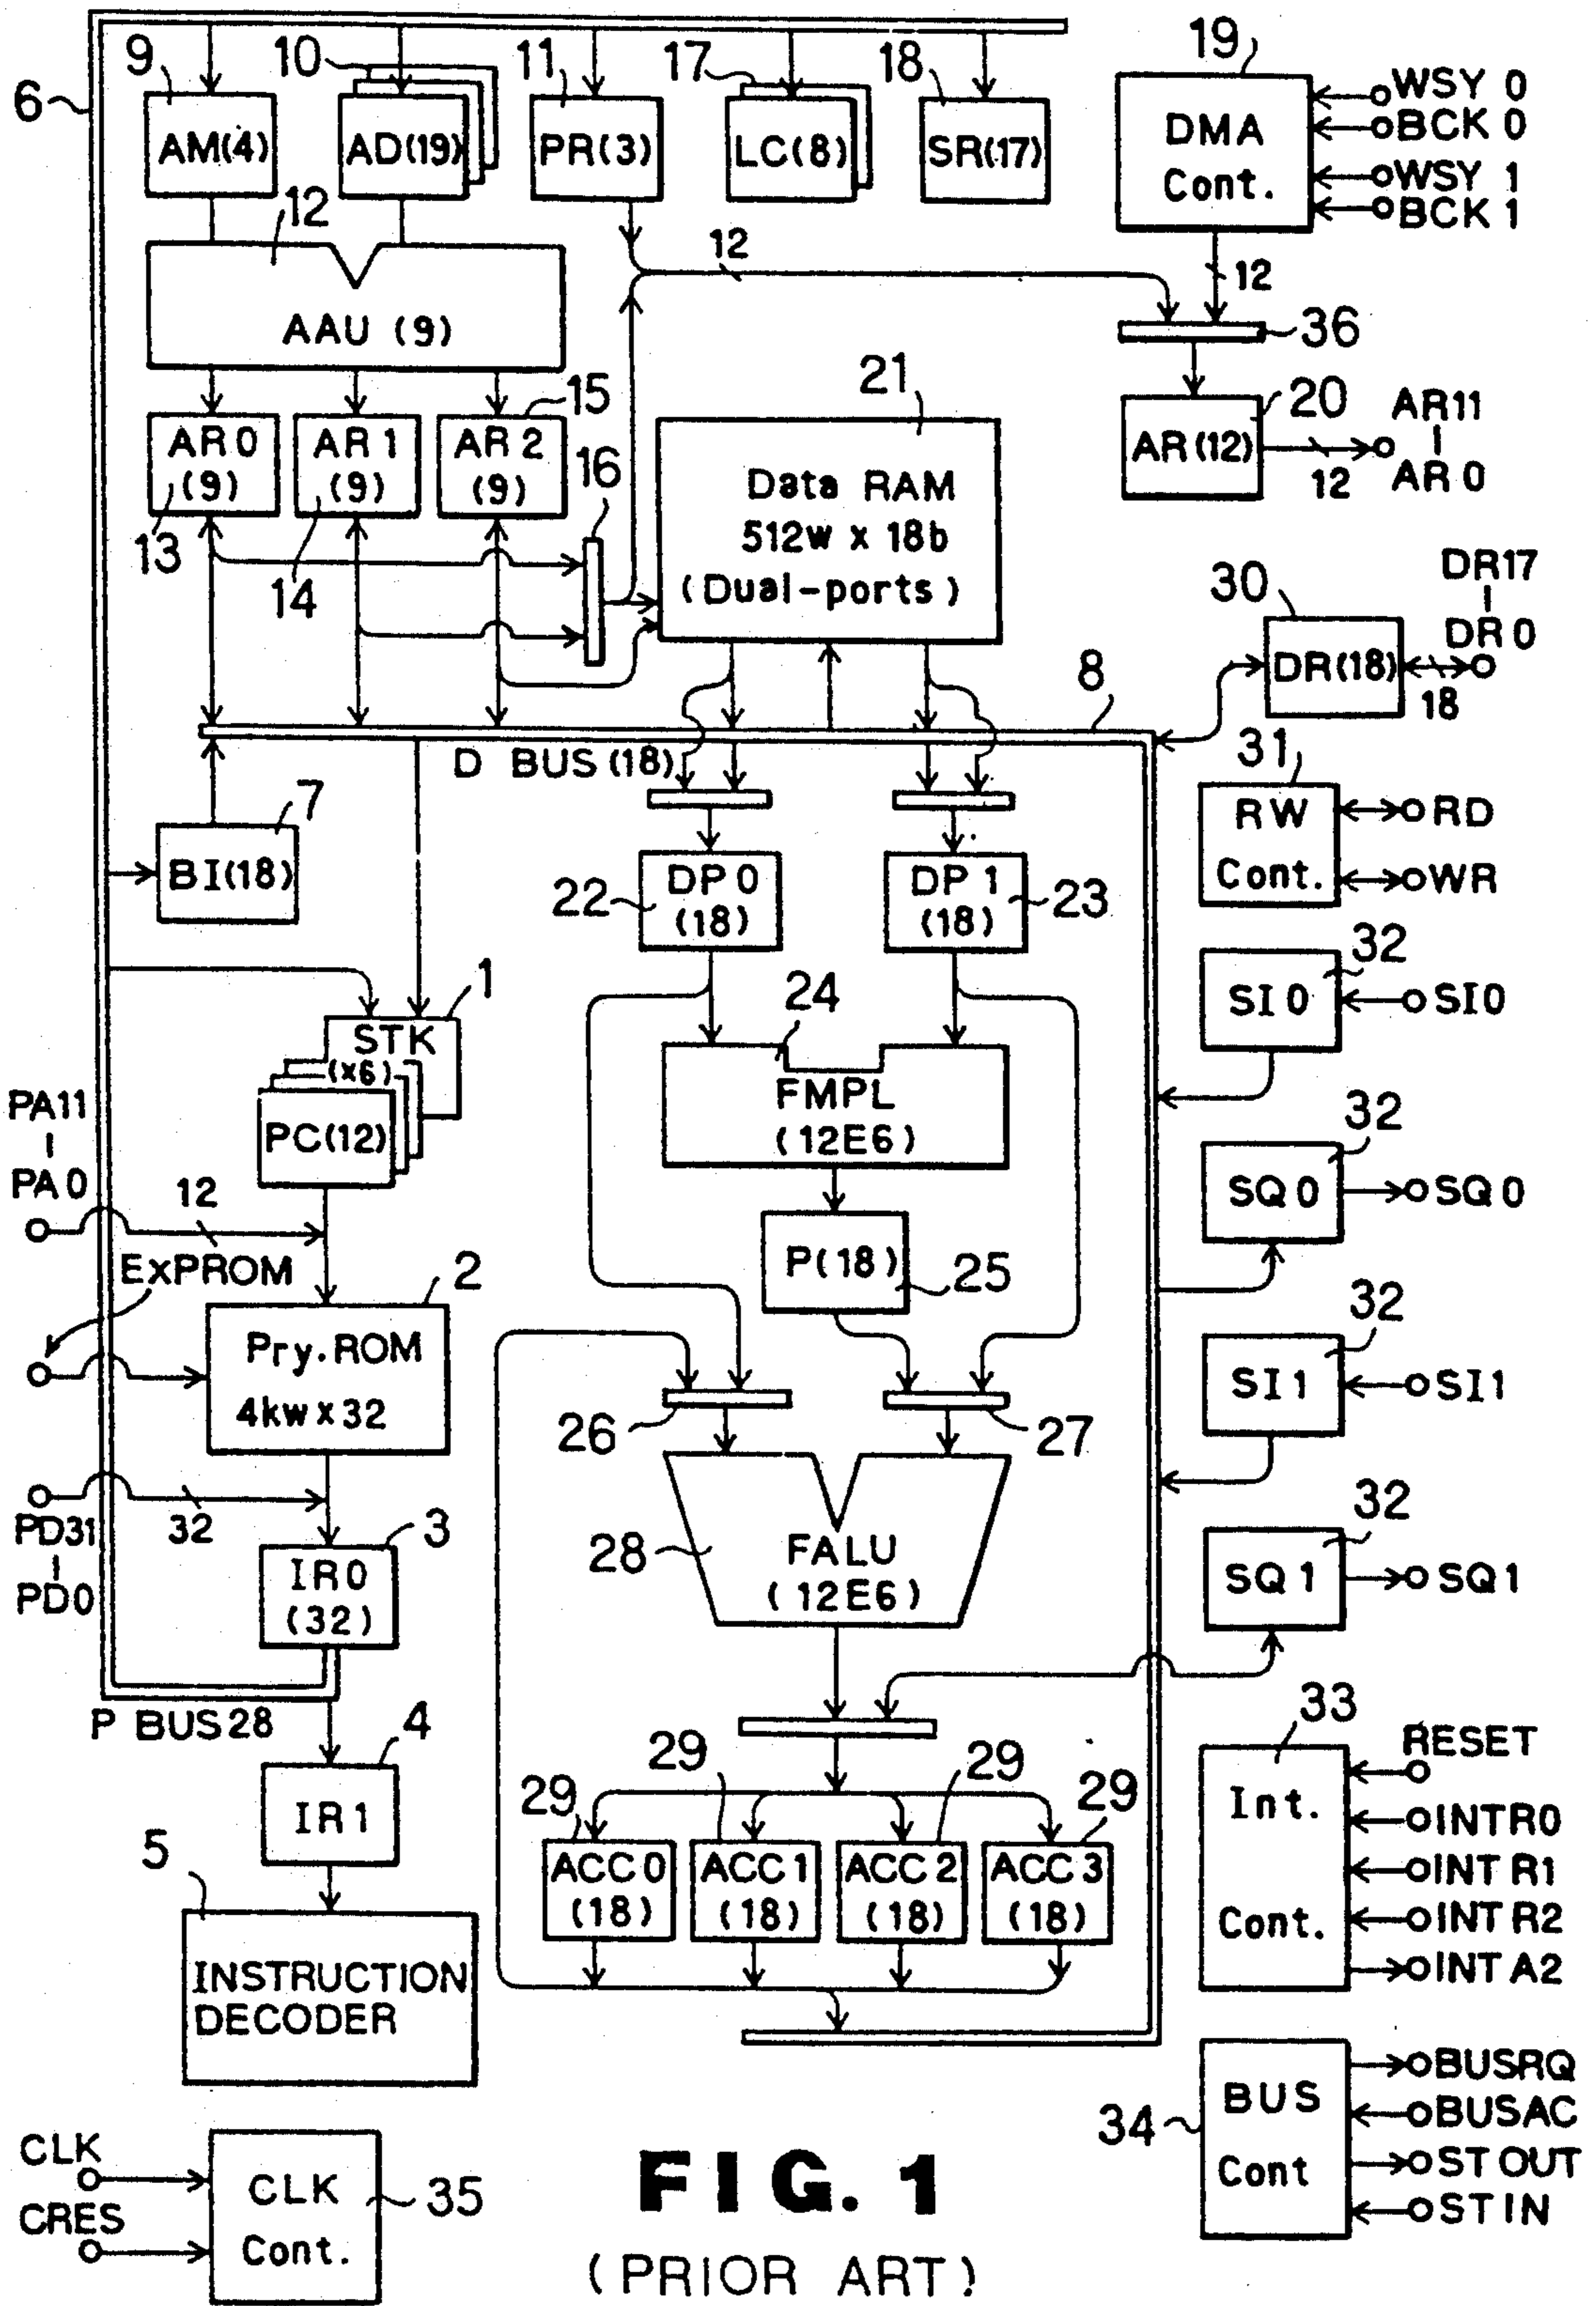 6
9
AM(4)
10
AD(19)
11
PR(3)
17
LC(8)
18
SR(17)
19
DMA
Cont.
WSY 0
BCK 0
WSY 1
BCK 1
12
AAU (9)
12
12
36
AR 0
(9)
13
AR 1
(9)
14
AR 2
(9)
15
16
21
Data RAM
512w x 18b
(Dual-ports)
20
AR(12)
12
AR11
AR 0
30
DR(18)
18
DR17
DR 0
8
D BUS (18)
7
BI(18)
31
RW
Cont.
RD
WR
22
DP 0
(18)
DP 1
(18)
23
1
STK
(x6)
PC(12)
24
FMPL
(12E6)
32
SI 0
SI0
PA11
PA 0
12
P(18)
25
32
SQ 0
SQ 0
ExPROM
2
Pry. ROM
4kw x 32
26
27
32
SI 1
SI1
PD31
PD0
32
3
IR0
(32)
28
FALU
(12E6)
32
SQ 1
SQ1
P BUS28
4
IR1
5
INSTRUCTION
DECODER
29
29
29
29
ACC 0
(18)
ACC 1
(18)
ACC 2
(18)
ACC 3
(18)
33
Int.
Cont.
RESET
INTR0
INT R1
INT R2
INT A2
34
BUS
Cont
BUSRQ
BUSAC
ST OUT
ST IN
CLK
CRES
CLK
Cont.
35
FIG. 1
(PRIOR ART)